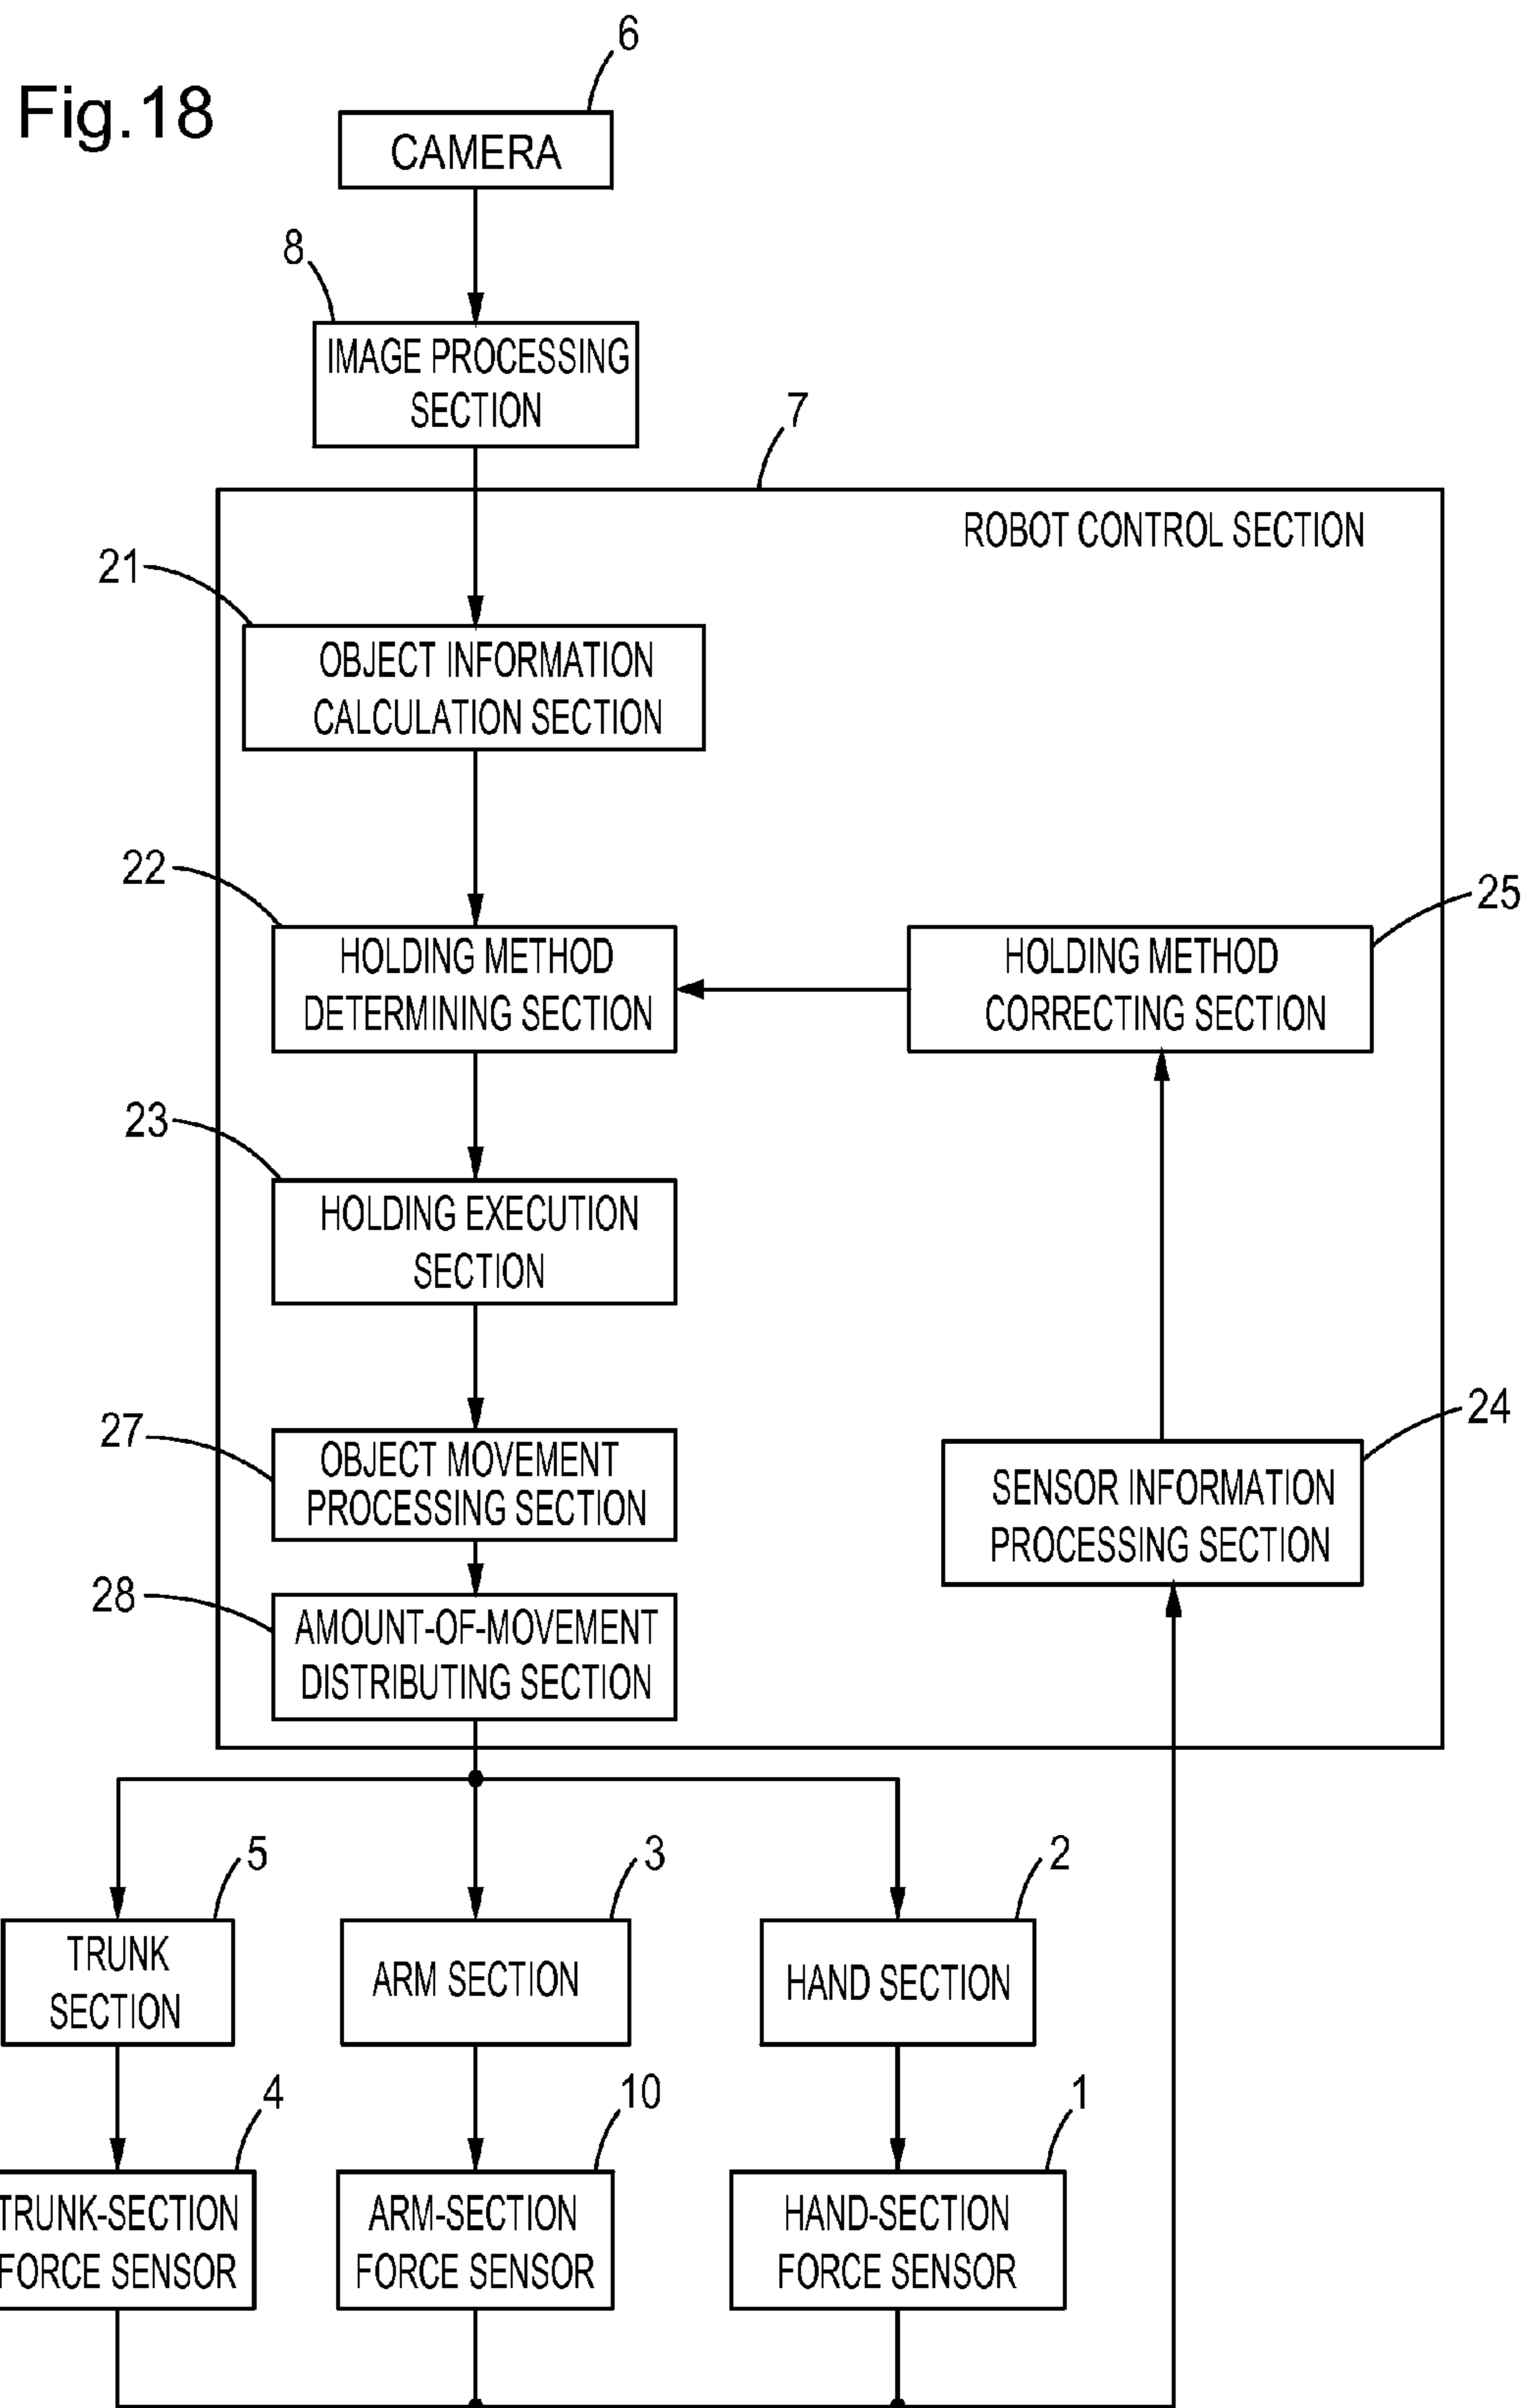 Fig.18
6
CAMERA
8
IMAGE PROCESSING
SECTION
7
ROBOT CONTROL SECTION
21
OBJECT INFORMATION
CALCULATION SECTION
22
HOLDING METHOD
DETERMINING SECTION
25
HOLDING METHOD
CORRECTING SECTION
23
HOLDING EXECUTION
SECTION
27
OBJECT MOVEMENT
PROCESSING SECTION
24
SENSOR INFORMATION
PROCESSING SECTION
28
AMOUNT-OF-MOVEMENT
DISTRIBUTING SECTION
5
TRUNK
SECTION
3
ARM SECTION
2
HAND SECTION
4
TRUNK-SECTION
FORCE SENSOR
10
ARM-SECTION
FORCE SENSOR
1
HAND-SECTION
FORCE SENSOR